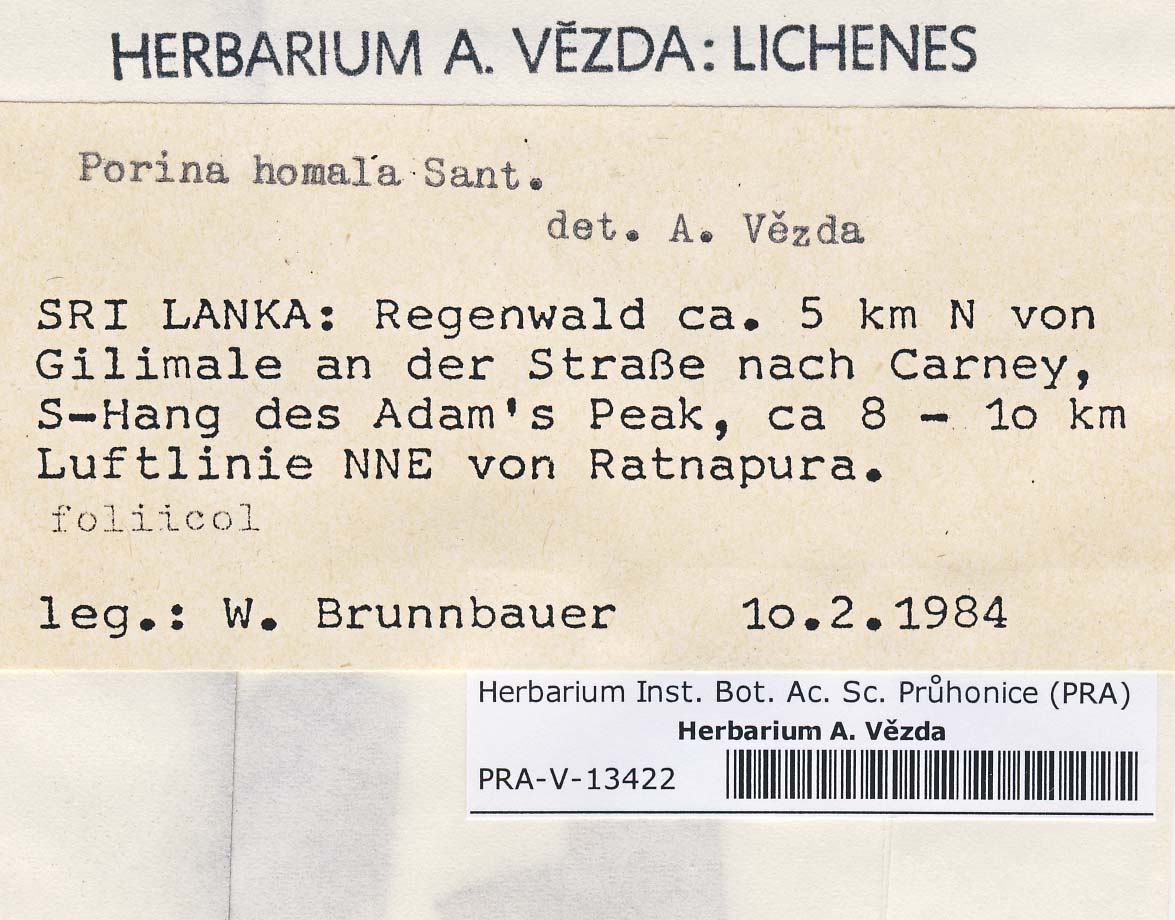 HERBARIUM A. VĚZDA: LICHENES
Porina homala Sant.
det. A. Vězda
SRI LANKA: Regenwald ca. 5 km N von
Gilimale an der Straße nach Carney,
S-Hang des Adam's Peak, ca 8 - 1o km
Luftlinie NNE von Ratnapura.
foliicol
leg.: W. Brunnbauer 1o.2.1984
Herbarium Inst. Bot. Ac. Sc. Průhonice (PRA)
Herbarium A. Vězda
PRA-V-13422